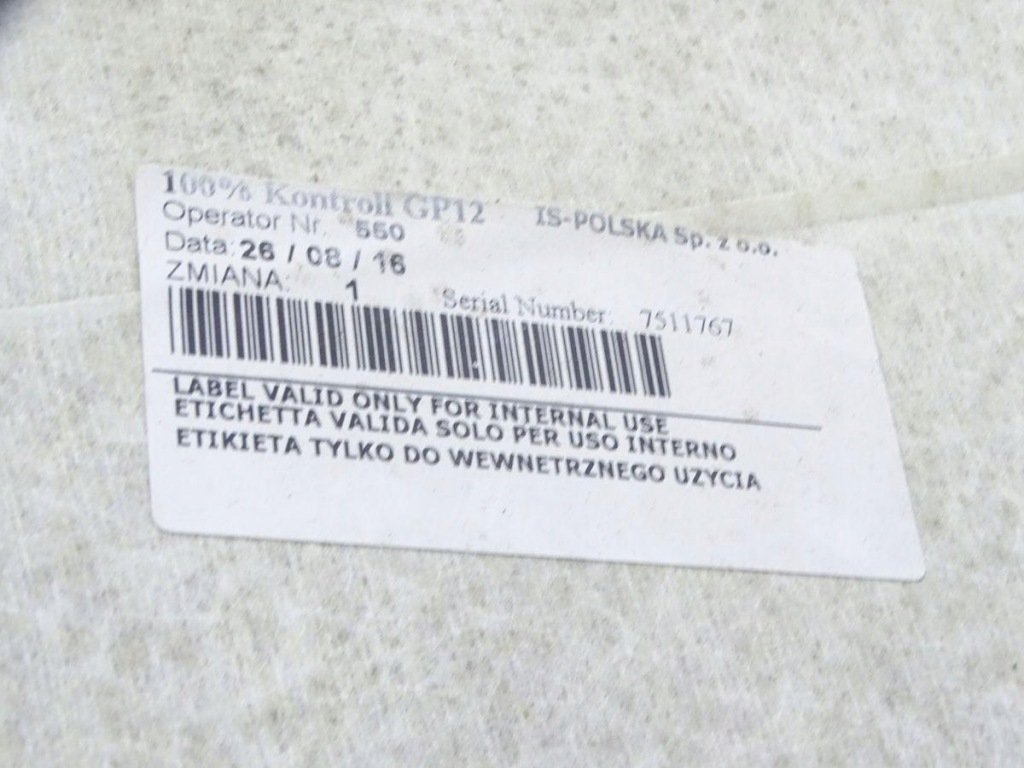 100% Kontroll GP12 IS-POLSKA Sp. z o.o.
Operator Nr. 550
Data: 26 / 08 / 16
ZMIANA: 1 Serial Number: 7511767
LABEL VALID ONLY FOR INTERNAL USE
ETICHETTA VALIDA SOLO PER USO INTERNO
ETIKIETA TYLKO DO WEWNETRZNEGO UZYCIA